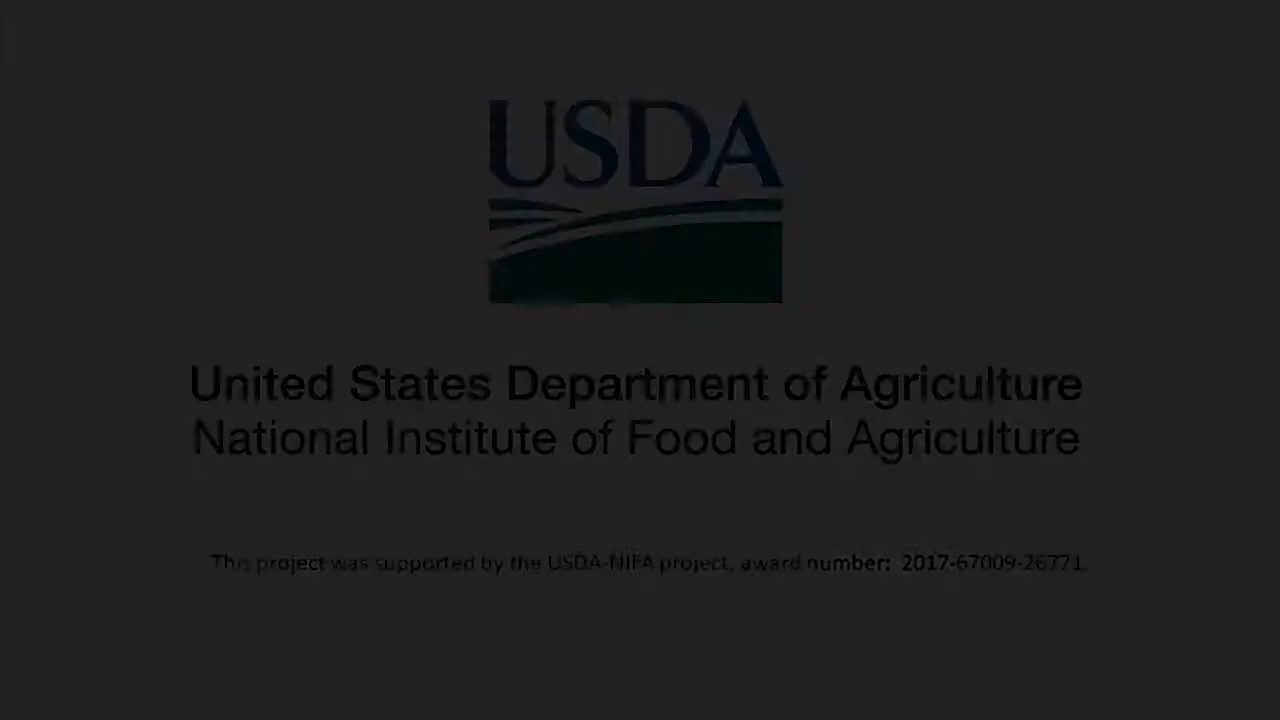 USDA
United States Department of Agriculture
National Institute of Food and Agriculture
This project was supported by the USDA-NIFA project, award number: 2017-67009-26771.